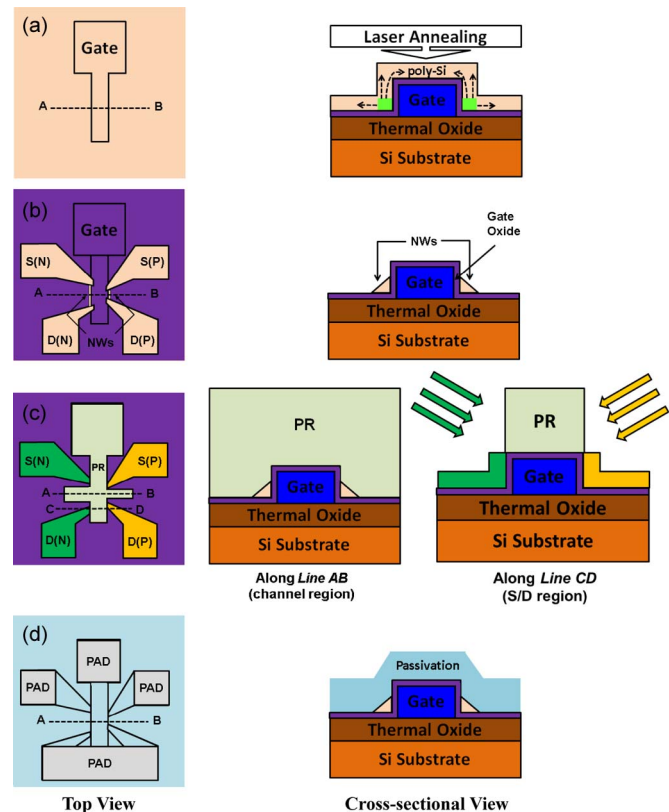 (a)
Gate
A
B
Laser Annealing
poly-Si
Gate
Thermal Oxide
Si Substrate
(b)
Gate
S(N)
S(P)
A
B
D(N)
NWs
D(P)
NWs
Gate
Oxide
Gate
Thermal Oxide
Si Substrate
(c)
PR
S(N)
S(P)
A
B
C
D
D(N)
D(P)
PR
Gate
Thermal Oxide
Si Substrate
Along Line AB
(channel region)
PR
Gate
Thermal Oxide
Si Substrate
Along Line CD
(S/D region)
(d)
PAD
PAD
PAD
A
B
PAD
Passivation
Gate
Thermal Oxide
Si Substrate
Top View
Cross-sectional View